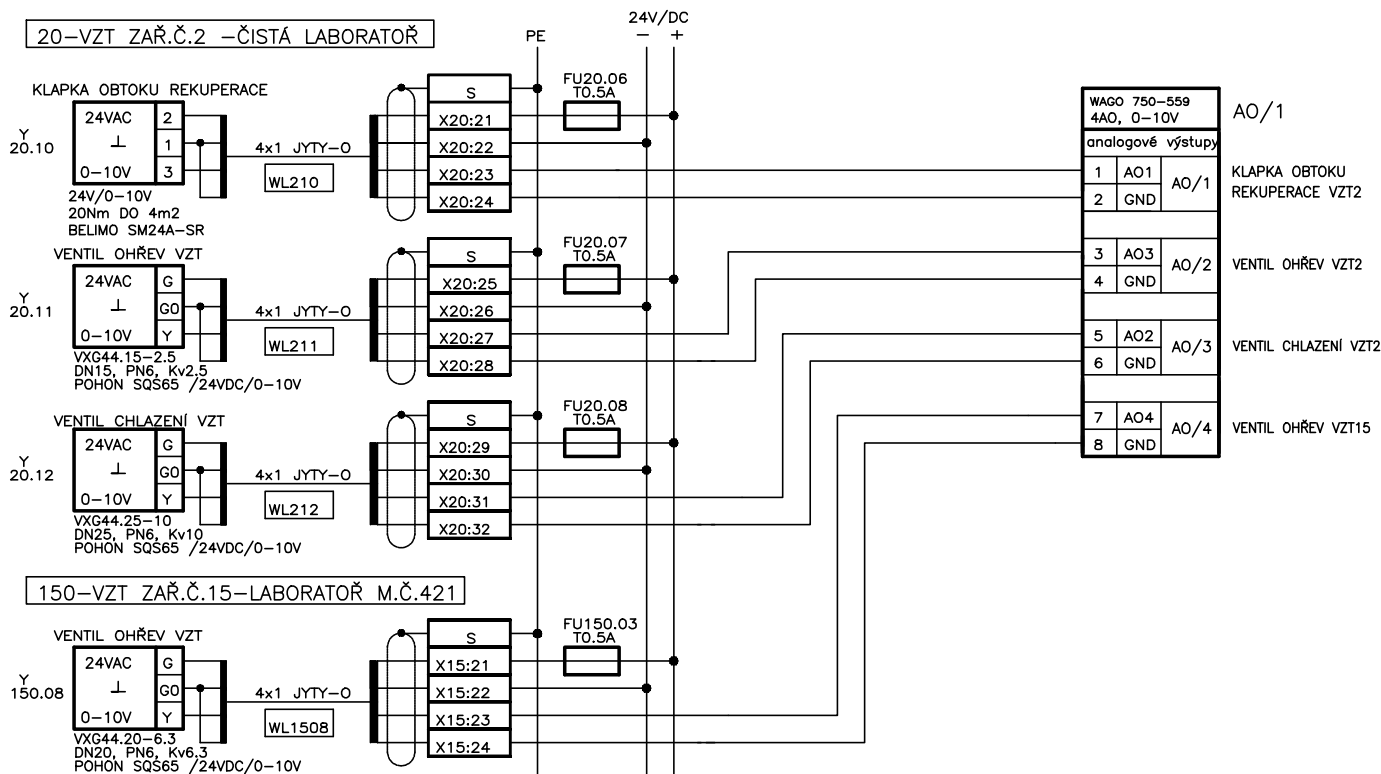 20-VZT ZAŘ.Č.2 -ČISTÁ LABORATOŘ
PE
24V/DC
- +
KLAPKA OBTOKU REKUPERACE
Y
20.10
24VAC 2
⊥ 1
0-10V 3
24V/0-10V
20Nm DO 4m2
BELIMO SM24A-SR
4x1 JYTY-O
WL210
S
X20:21
X20:22
X20:23
X20:24
FU20.06
T0.5A
VENTIL OHŘEV VZT
Y
20.11
24VAC G
⊥ G0
0-10V Y
VXG44.15-2.5
DN15, PN6, Kv2.5
POHON SQS65 /24VDC/0-10V
4x1 JYTY-O
WL211
S
X20:25
X20:26
X20:27
X20:28
FU20.07
T0.5A
VENTIL CHLAZENÍ VZT
Y
20.12
24VAC G
⊥ G0
0-10V Y
VXG44.25-10
DN25, PN6, Kv10
POHON SQS65 /24VDC/0-10V
4x1 JYTY-O
WL212
S
X20:29
X20:30
X20:31
X20:32
FU20.08
T0.5A
150-VZT ZAŘ.Č.15-LABORATOŘ M.Č.421
VENTIL OHŘEV VZT
Y
150.08
24VAC G
⊥ G0
0-10V Y
VXG44.20-6.3
DN20, PN6, Kv6.3
POHON SQS65 /24VDC/0-10V
4x1 JYTY-O
WL1508
S
X15:21
X15:22
X15:23
X15:24
FU150.03
T0.5A
WAGO 750-559
4AO, 0-10V
AO/1
analogové výstupy
1 AO1
2 GND
AO/1
KLAPKA OBTOKU
REKUPERACE VZT2
3 AO3
4 GND
AO/2
VENTIL OHŘEV VZT2
5 AO2
6 GND
AO/3
VENTIL CHLAZENÍ VZT2
7 AO4
8 GND
AO/4
VENTIL OHŘEV VZT15